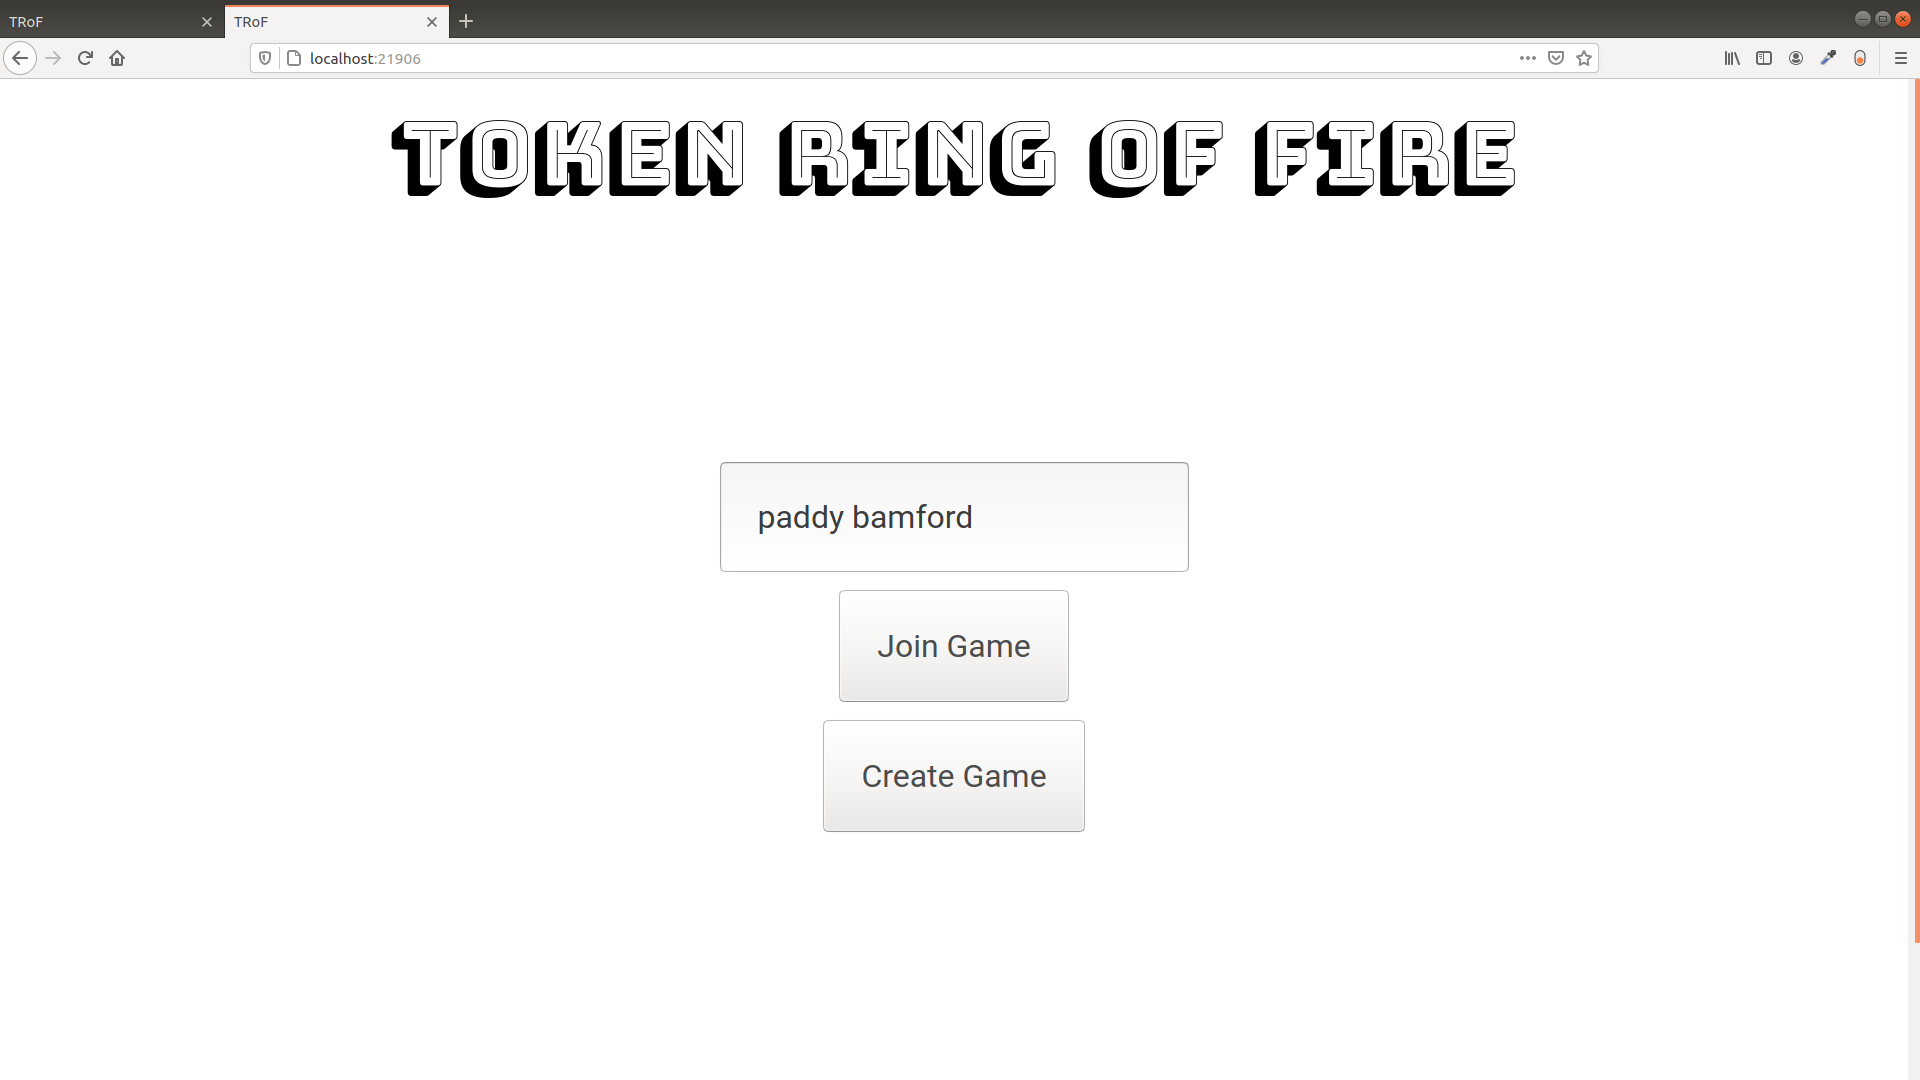 TRoF
TRoF
localhost:21906
TOKEN RING OF FIRE
paddy bamford
Join Game
Create Game